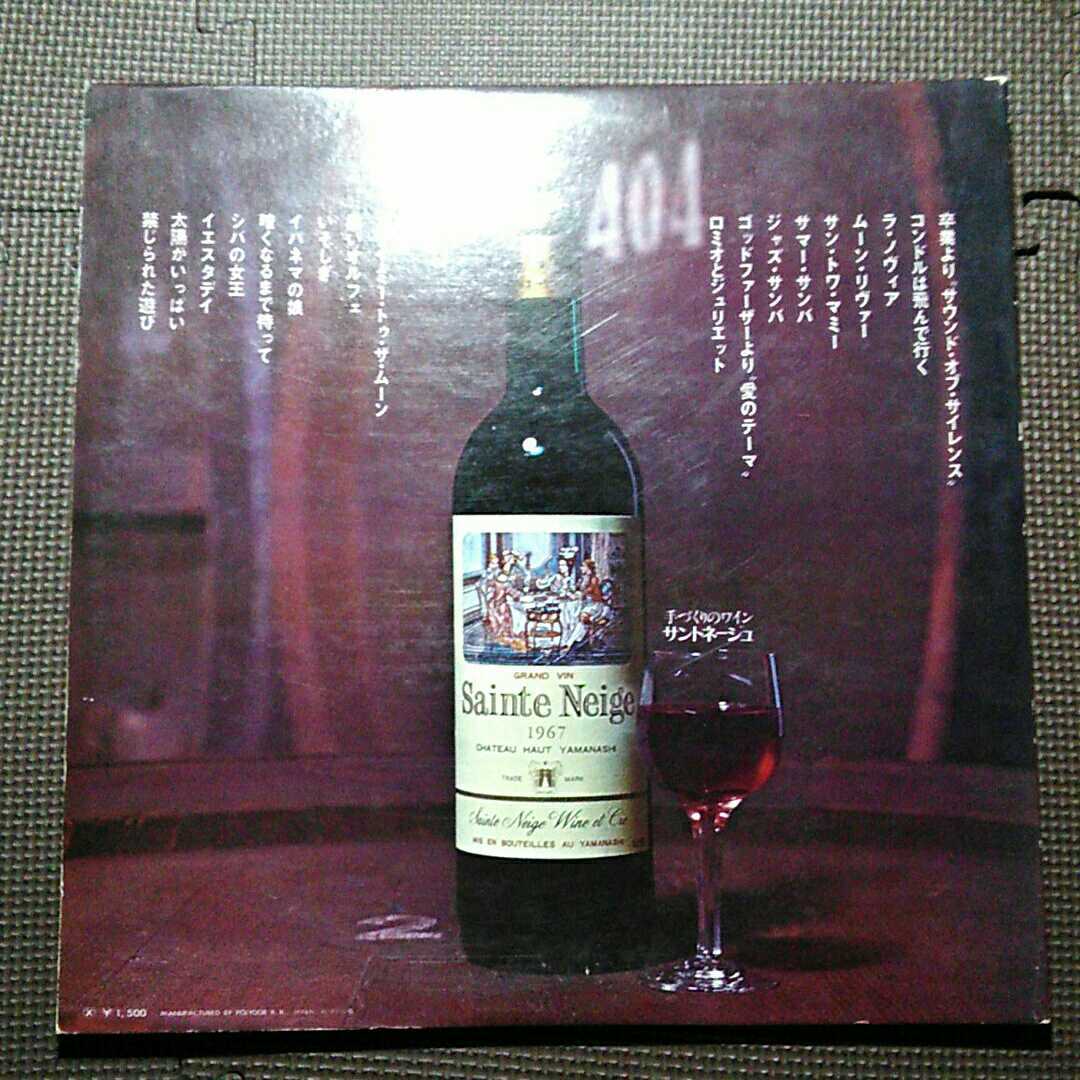 卒業より〝サウンド・オブ・サイレンス〟
コンドルは飛んで行く
ラ・ノヴィア
ムーン・リヴァー
サントワ・マミー
サマー・サンバ
ジャズ・サンバ
ゴッドファーザーより〝愛のテーマ〟
ロミオとジュリエット
ミー・トゥ・ザ・ムーン
オルフェ
いそしぎ
イパネマの娘
暗くなるまで待って
シバの女王
イエスタデイ
太陽がいっぱい
禁じられた遊び
404
手づくりのワイン
サントネージュ
GRAND VIN
Sainte Neige
1967
CHATEAU HAUT YAMANASHI
TRADE MARK
Sainte Neige Wine et Cie
MIS EN BOUTEILLES AU YAMANASHI
Ⓧ ¥1,500 MANUFACTURED BY POLYDOR K.K. JAPAN